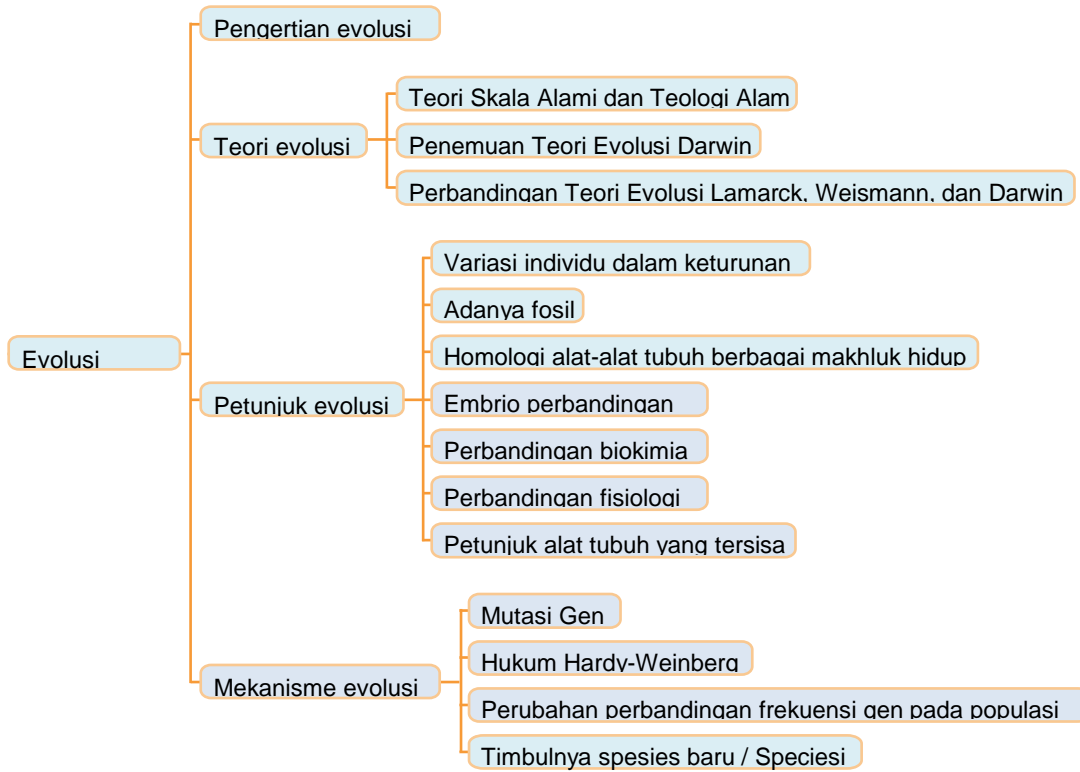 Evolusi
Pengertian evolusi
Teori evolusi
Teori Skala Alami dan Teologi Alam
Penemuan Teori Evolusi Darwin
Perbandingan Teori Evolusi Lamarck, Weismann, dan Darwin
Petunjuk evolusi
Variasi individu dalam keturunan
Adanya fosil
Homologi alat-alat tubuh berbagai makhluk hidup
Embrio perbandingan
Perbandingan biokimia
Perbandingan fisiologi
Petunjuk alat tubuh yang tersisa
Mekanisme evolusi
Mutasi Gen
Hukum Hardy-Weinberg
Perubahan perbandingan frekuensi gen pada populasi
Timbulnya spesies baru / Speciesi